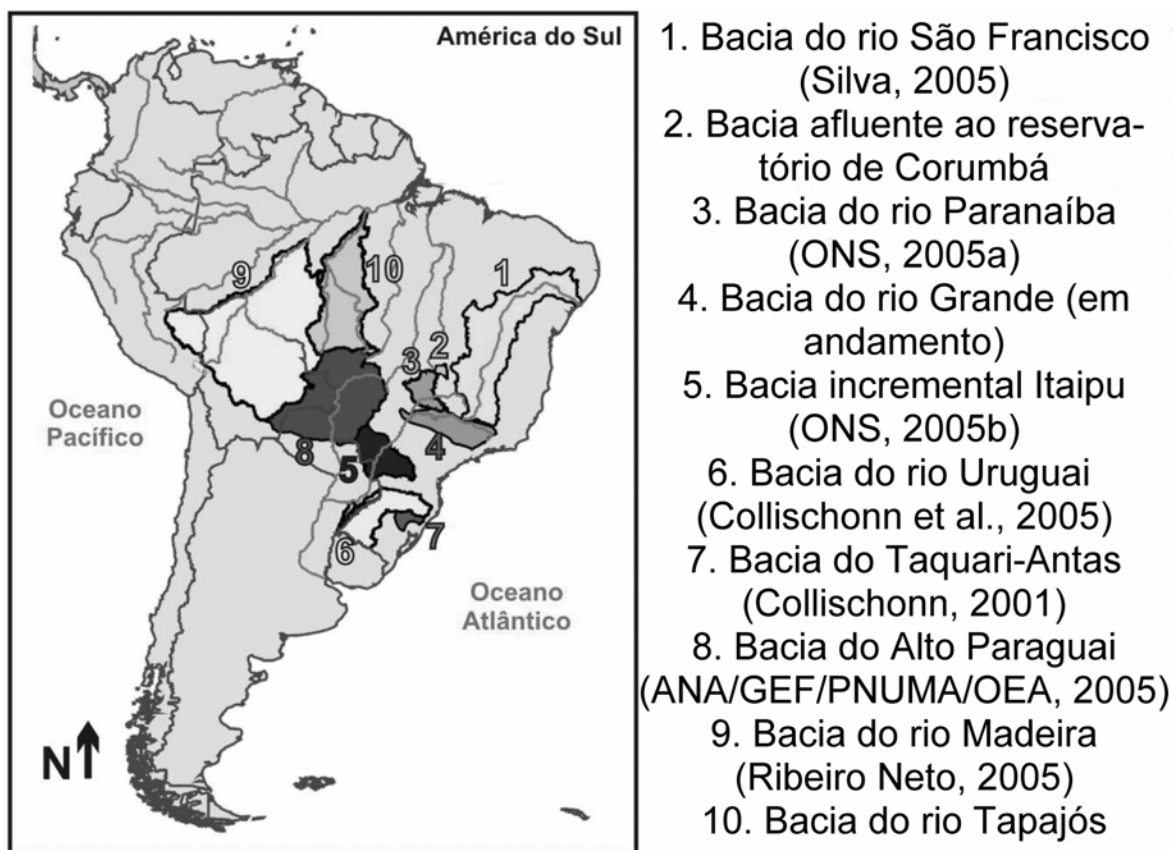 América do Sul
9
10
1
3
2
Oceano
Pacífico
8
5
4
6
7
Oceano
Atlântico
N
1. Bacia do rio São Francisco
(Silva, 2005)
2. Bacia afluente ao reserva-
tório de Corumbá
3. Bacia do rio Paranaíba
(ONS, 2005a)
4. Bacia do rio Grande (em
andamento)
5. Bacia incremental Itaipu
(ONS, 2005b)
6. Bacia do rio Uruguai
(Collischonn et al., 2005)
7. Bacia do Taquari-Antas
(Collischonn, 2001)
8. Bacia do Alto Paraguai
(ANA/GEF/PNUMA/OEA, 2005)
9. Bacia do rio Madeira
(Ribeiro Neto, 2005)
10. Bacia do rio Tapajós